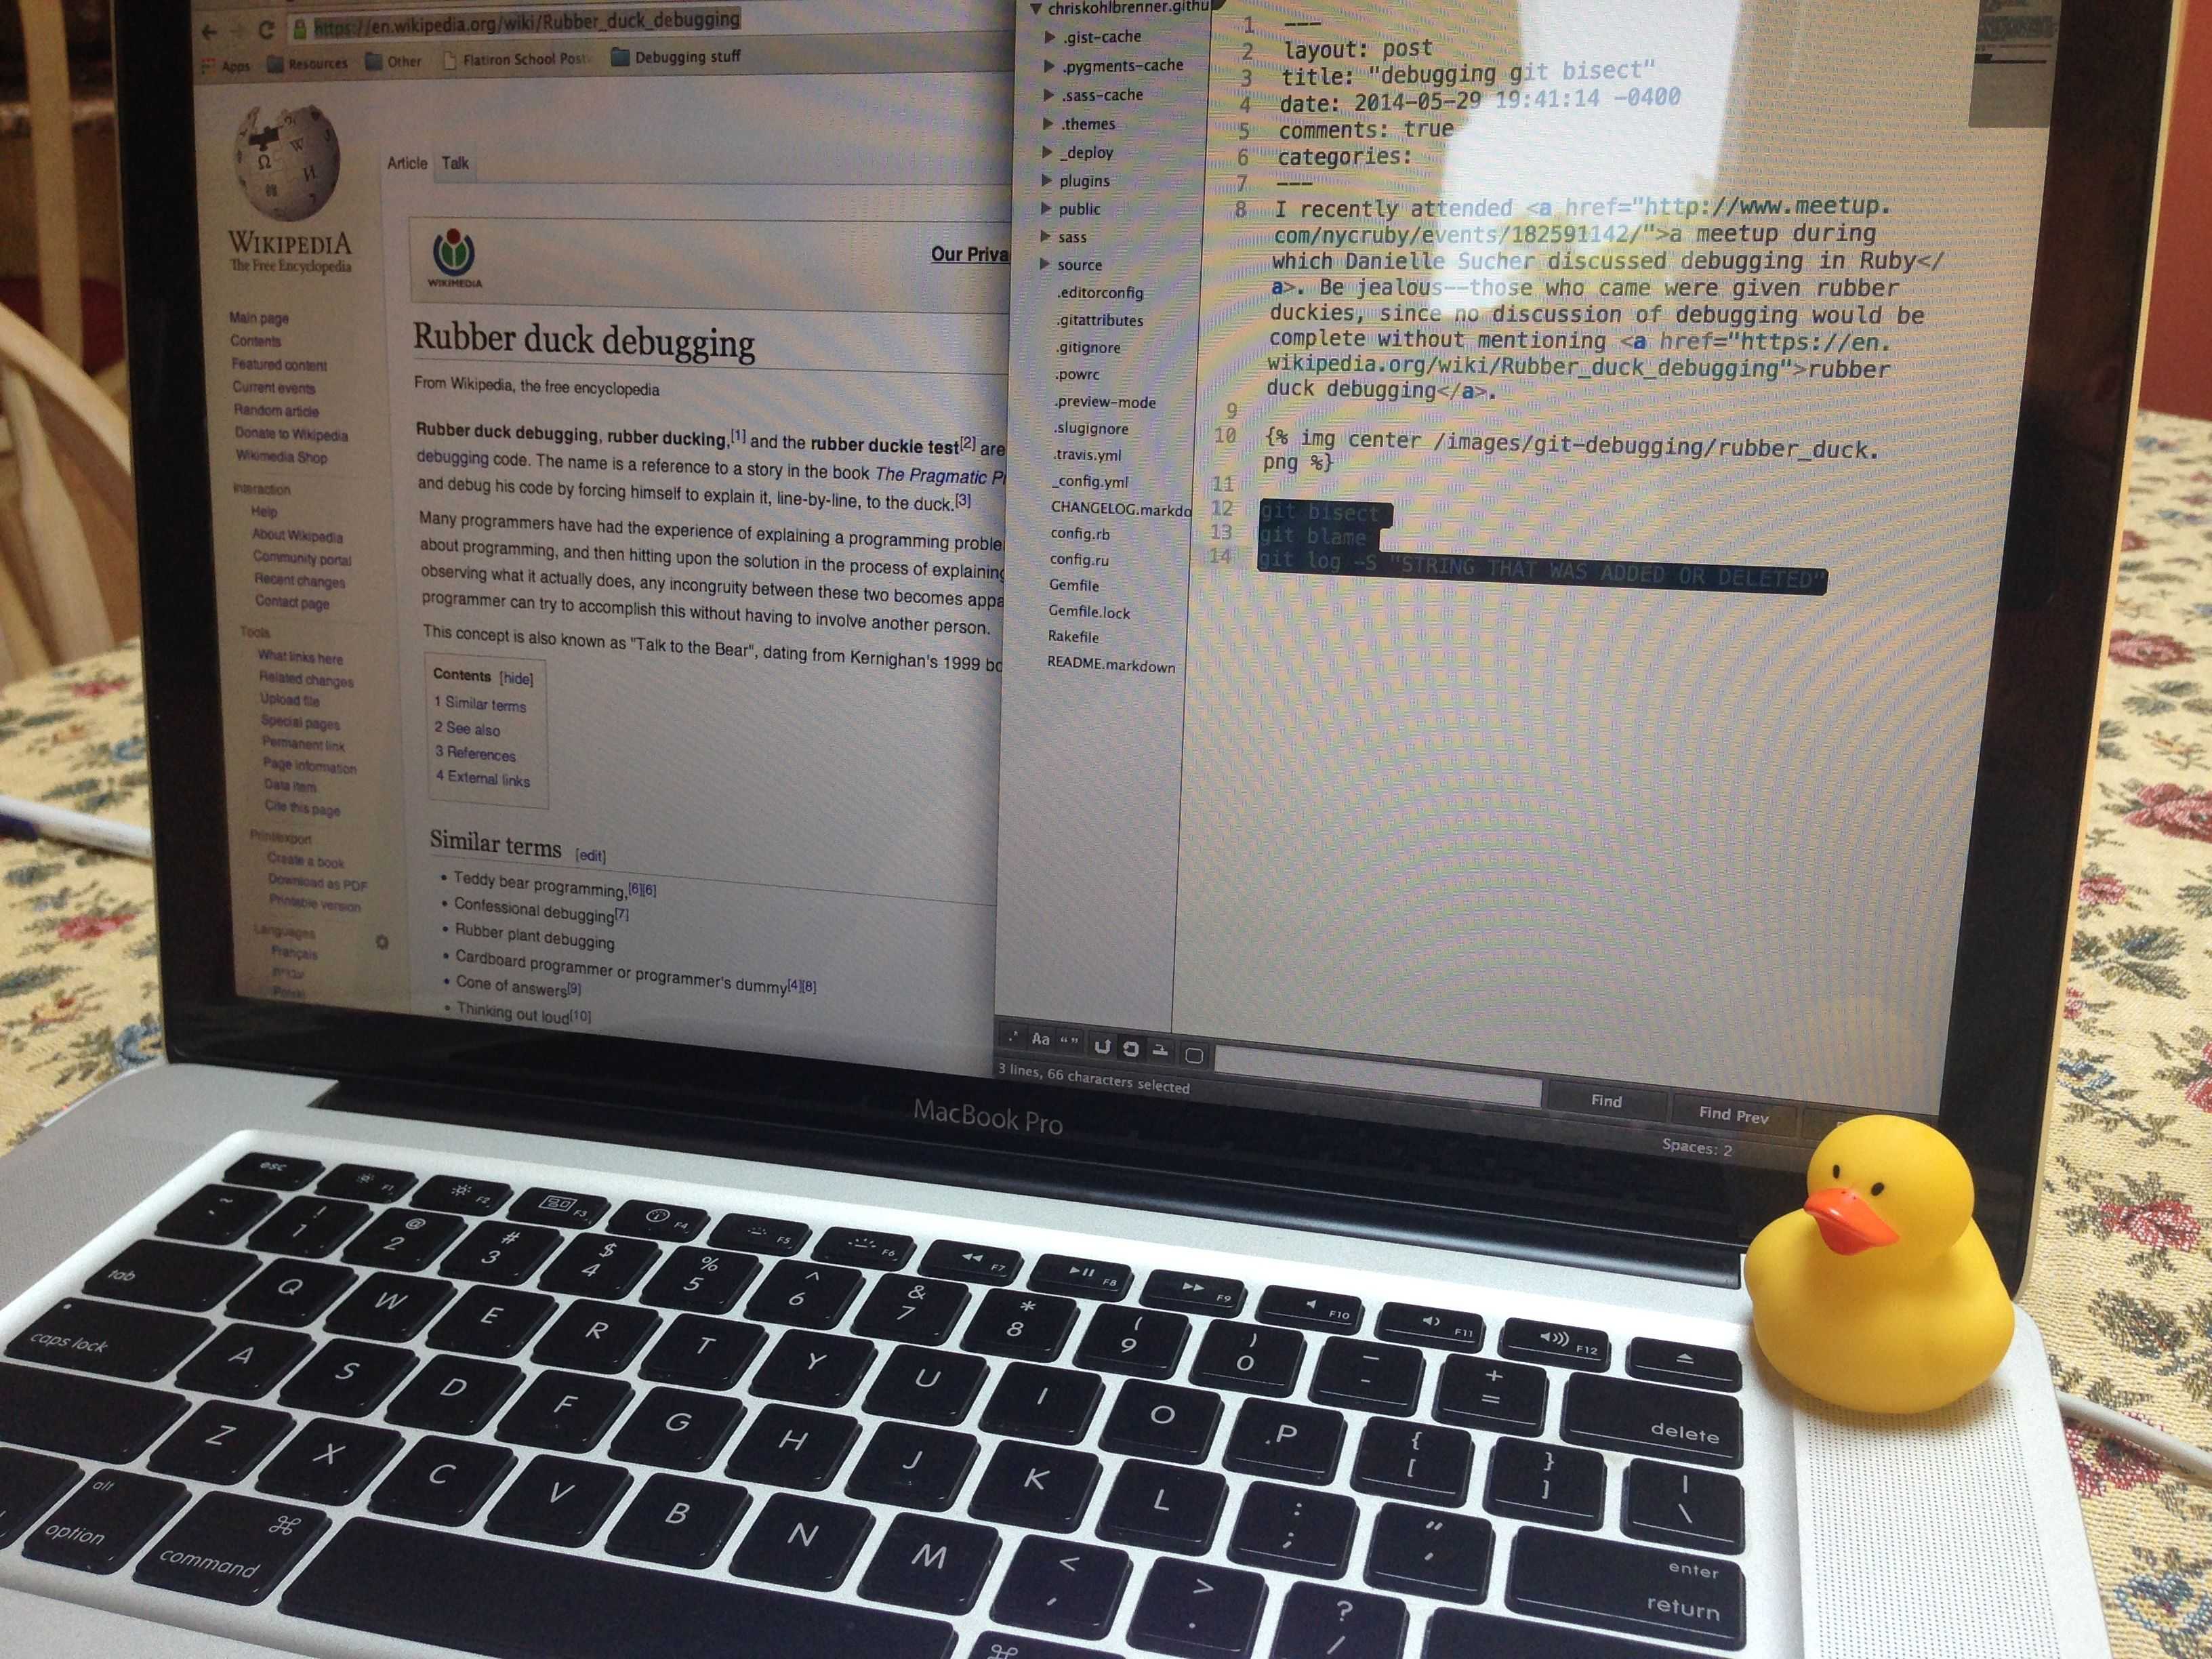 https://en.wikipedia.org/wiki/Rubber_duck_debugging
Apps Resources Other Flatiron School Post Debugging stuff
Article Talk
WIKIPEDIA
The Free Encyclopedia
WIKIMEDIA
Our Priva
Main page
Contents
Featured content
Current events
Random article
Donate to Wikipedia
Wikimedia Shop
Interaction
Help
About Wikipedia
Community portal
Recent changes
Contact page
Tools
What links here
Related changes
Upload file
Special pages
Permanent link
Page information
Data item
Cite this page
Print/export
Create a book
Download as PDF
Printable version
Languages
Français
עברית
Polski
Rubber duck debugging
From Wikipedia, the free encyclopedia
Rubber duck debugging, rubber ducking,[1] and the rubber duckie test[2] are
debugging code. The name is a reference to a story in the book The Pragmatic Pr
and debug his code by forcing himself to explain it, line-by-line, to the duck.[3]
Many programmers have had the experience of explaining a programming proble
about programming, and then hitting upon the solution in the process of explaining
observing what it actually does, any incongruity between these two becomes appa
programmer can try to accomplish this without having to involve another person.
This concept is also known as "Talk to the Bear", dating from Kernighan's 1999 bo
Contents [hide]
1 Similar terms
2 See also
3 References
4 External links
Similar terms [edit]
• Teddy bear programming,[5][6]
• Confessional debugging[7]
• Rubber plant debugging
• Cardboard programmer or programmer's dummy[4][8]
• Cone of answers[9]
• Thinking out loud[10]
chriskohlbrenner.githu
.gist-cache
.pygments-cache
.sass-cache
.themes
_deploy
plugins
public
sass
source
.editorconfig
.gitattributes
.gitignore
.powrc
.preview-mode
.slugignore
.travis.yml
_config.yml
CHANGELOG.markdo
config.rb
config.ru
Gemfile
Gemfile.lock
Rakefile
README.markdown
1 ---
2 layout: post
3 title: "debugging git bisect"
4 date: 2014-05-29 19:41:14 -0400
5 comments: true
6 categories:
7 ---
8 I recently attended <a href="http://www.meetup.
com/nycruby/events/182591142/">a meetup during
which Danielle Sucher discussed debugging in Ruby</
a>. Be jealous--those who came were given rubber
duckies, since no discussion of debugging would be
complete without mentioning <a href="https://en.
wikipedia.org/wiki/Rubber_duck_debugging">rubber
duck debugging</a>.
9
10 {% img center /images/git-debugging/rubber_duck.
png %}
11
12 git bisect
13 git blame
14 git log -S "STRING THAT WAS ADDED OR DELETED"
.* Aa “”
Find Find Prev
3 lines, 66 characters selected
Spaces: 2
MacBook Pro
esc F1 F2 F3 F4 F5 F6 F7 F8 F9 F10 F11 F12
~ ` ! 1 @ 2 # 3 $ 4 % 5 ^ 6 & 7 * 8 ( 9 ) 0 _ - + = delete
tab Q W E R T Y U I O P { [ } ] | \
caps lock A S D F G H J K L : ; " ' enter return
Z X C V B N M < , > . ? /
alt option ⌘ command ⌘